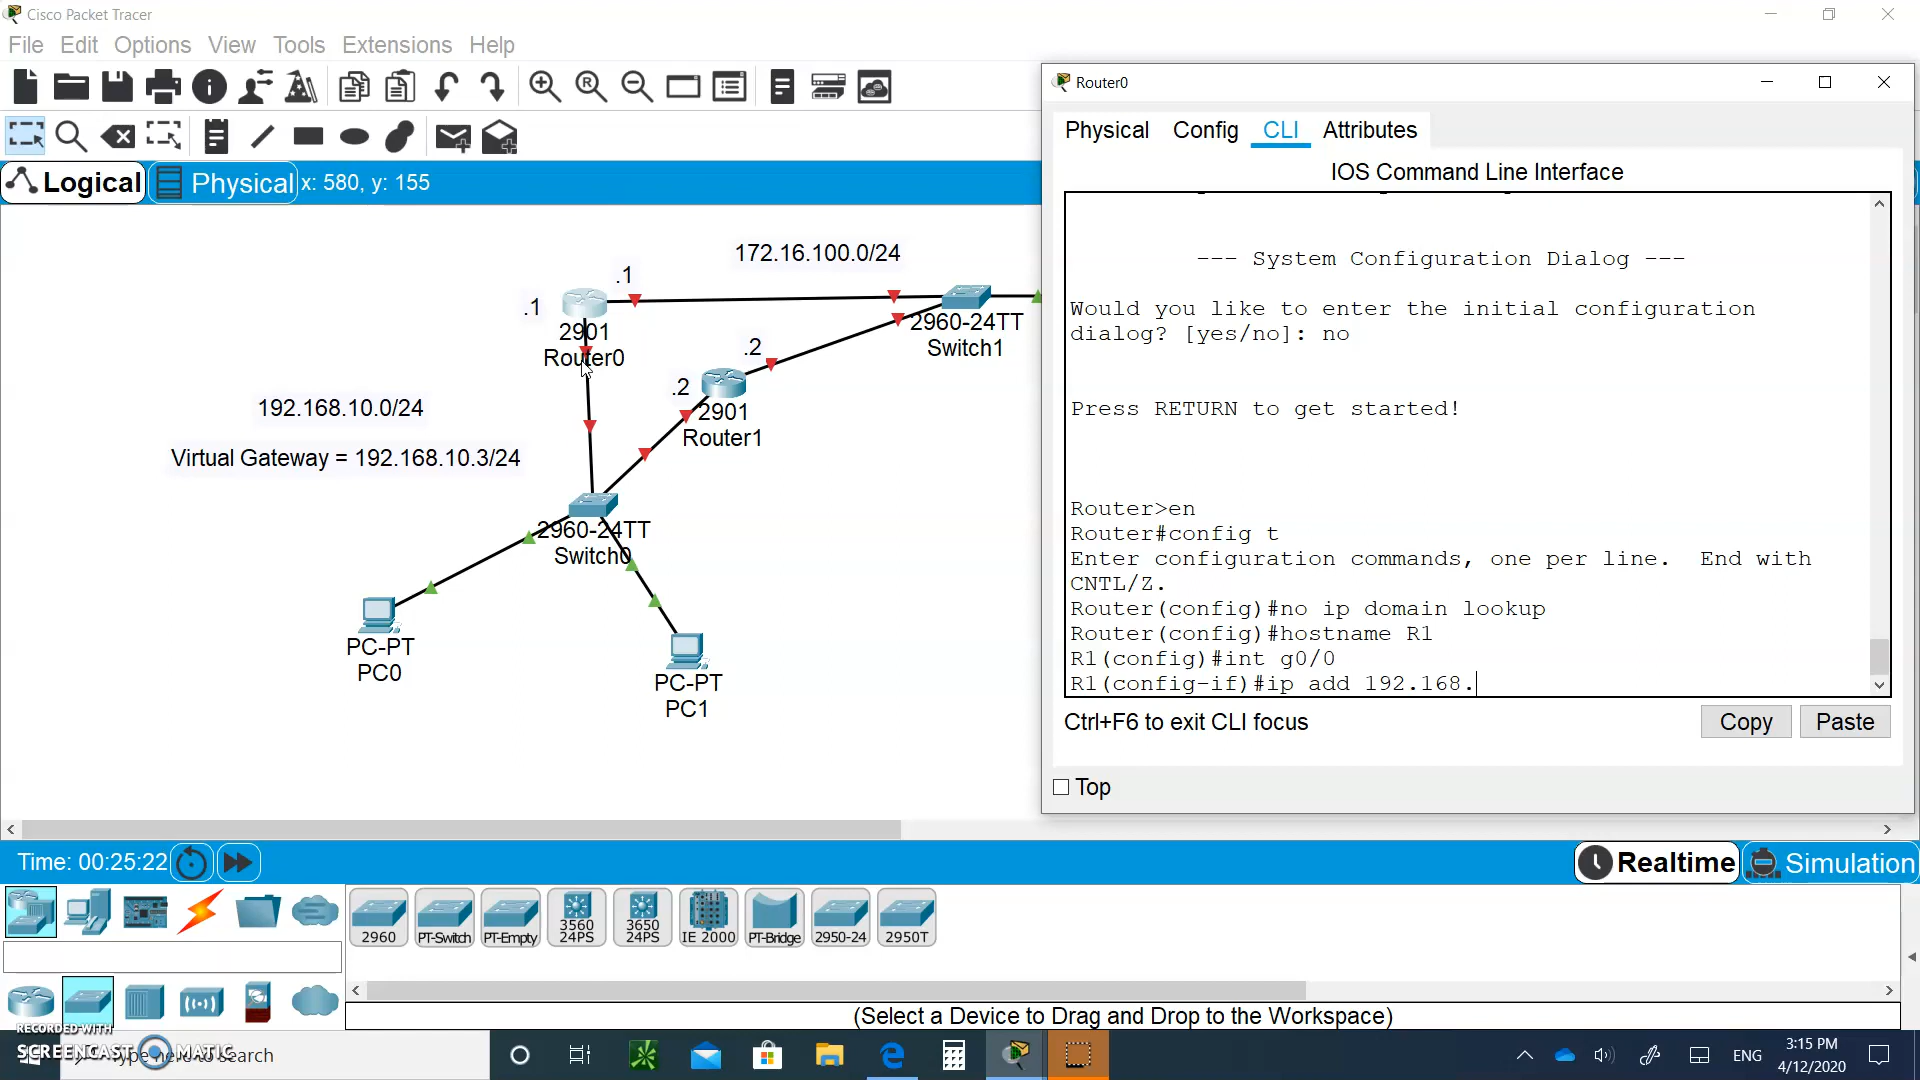 Cisco Packet Tracer
File Edit Options View Tools Extensions Help
Logical Physical x: 580, y: 155
172.16.100.0/24
.1
.1
2901
Router0
2960-24TT
Switch1
.2
.2
2901
Router1
192.168.10.0/24
Virtual Gateway = 192.168.10.3/24
2960-24TT
Switch0
PC-PT
PC0
PC-PT
PC1
Router0
Physical Config CLI Attributes
IOS Command Line Interface
--- System Configuration Dialog ---
Would you like to enter the initial configuration
dialog? [yes/no]: no
Press RETURN to get started!
Router>en
Router#config t
Enter configuration commands, one per line. End with
CNTL/Z.
Router(config)#no ip domain lookup
Router(config)#hostname R1
R1(config)#int g0/0
R1(config-if)#ip add 192.168.
Ctrl+F6 to exit CLI focus
Copy Paste
Top
Time: 00:25:22
Realtime Simulation
2960
PT-Switch
PT-Empty
3560
24PS
3650
24PS
IE 2000
PT-Bridge
2950-24
2950T
(Select a Device to Drag and Drop to the Workspace)
RECORDED WITH
SCREENCAST MATIC
Type here to search
ENG
3:15 PM
4/12/2020